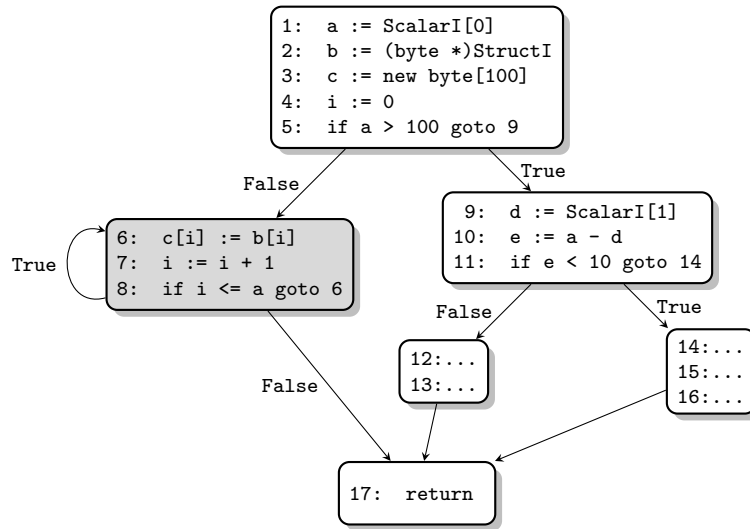 1: a := ScalarI[0]
2: b := (byte *)StructI
3: c := new byte[100]
4: i := 0
5: if a > 100 goto 9
False
True
6: c[i] := b[i]
7: i := i + 1
8: if i <= a goto 6
True
9: d := ScalarI[1]
10: e := a - d
11: if e < 10 goto 14
False
True
12:...
13:...
14:...
15:...
16:...
False
17: return